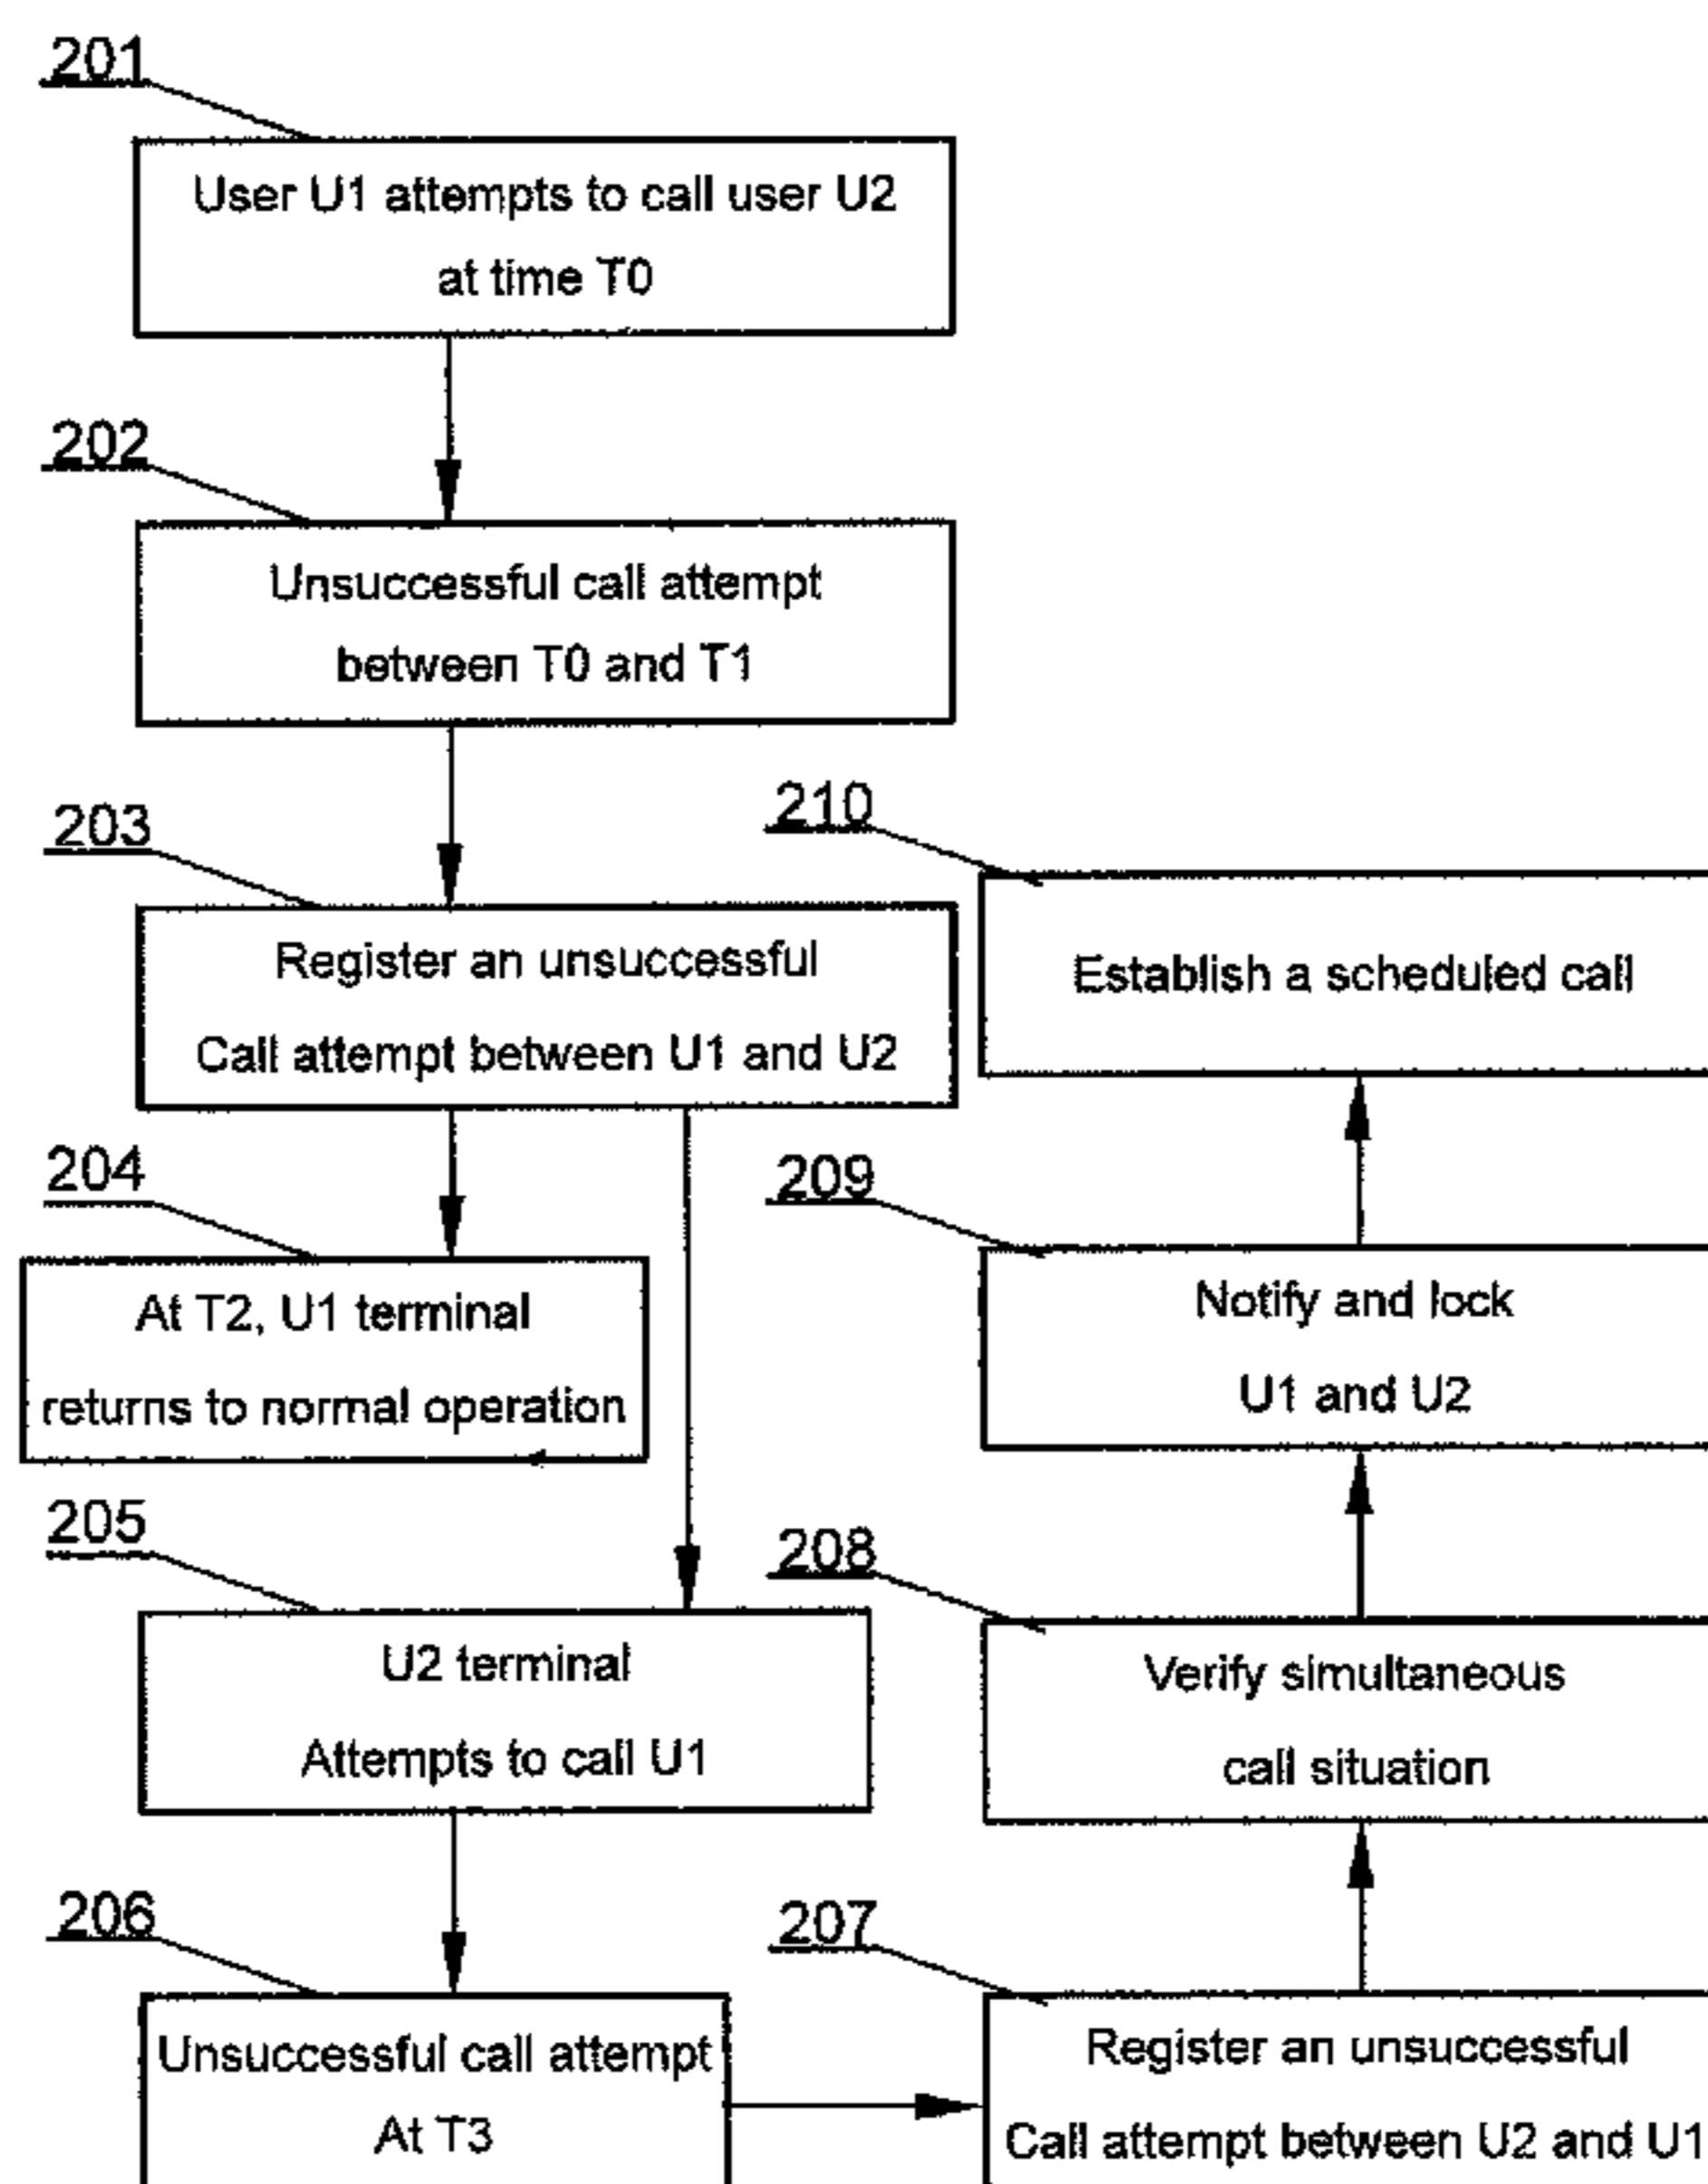 201
User U1 attempts to call user U2
at time T0
202
Unsuccessful call attempt
between T0 and T1
203
Register an unsuccessful
Call attempt between U1 and U2
204
At T2, U1 terminal
returns to normal operation
205
U2 terminal
Attempts to call U1
206
Unsuccessful call attempt
At T3
207
Register an unsuccessful
Call attempt between U2 and U1
208
Verify simultaneous
call situation
209
Notify and lock
U1 and U2
210
Establish a scheduled call